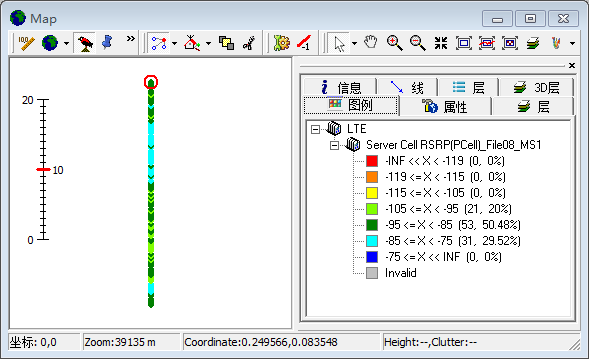 Map
信息
线
层
3D层
图例
属性
层
20
10
0
LTE
Server Cell RSRP(PCell)_File08_MS1
-INF << X < -119 (0, 0%)
-119 <= X < -115 (0, 0%)
-115 <= X < -105 (0, 0%)
-105 <= X < -95 (21, 20%)
-95 <= X < -85 (53, 50.48%)
-85 <= X < -75 (31, 29.52%)
-75 <= X << INF (0, 0%)
Invalid
坐标: 0,0
Zoom:39135 m
Coordinate:0.249566,0.083548
Height:--,Clutter:--